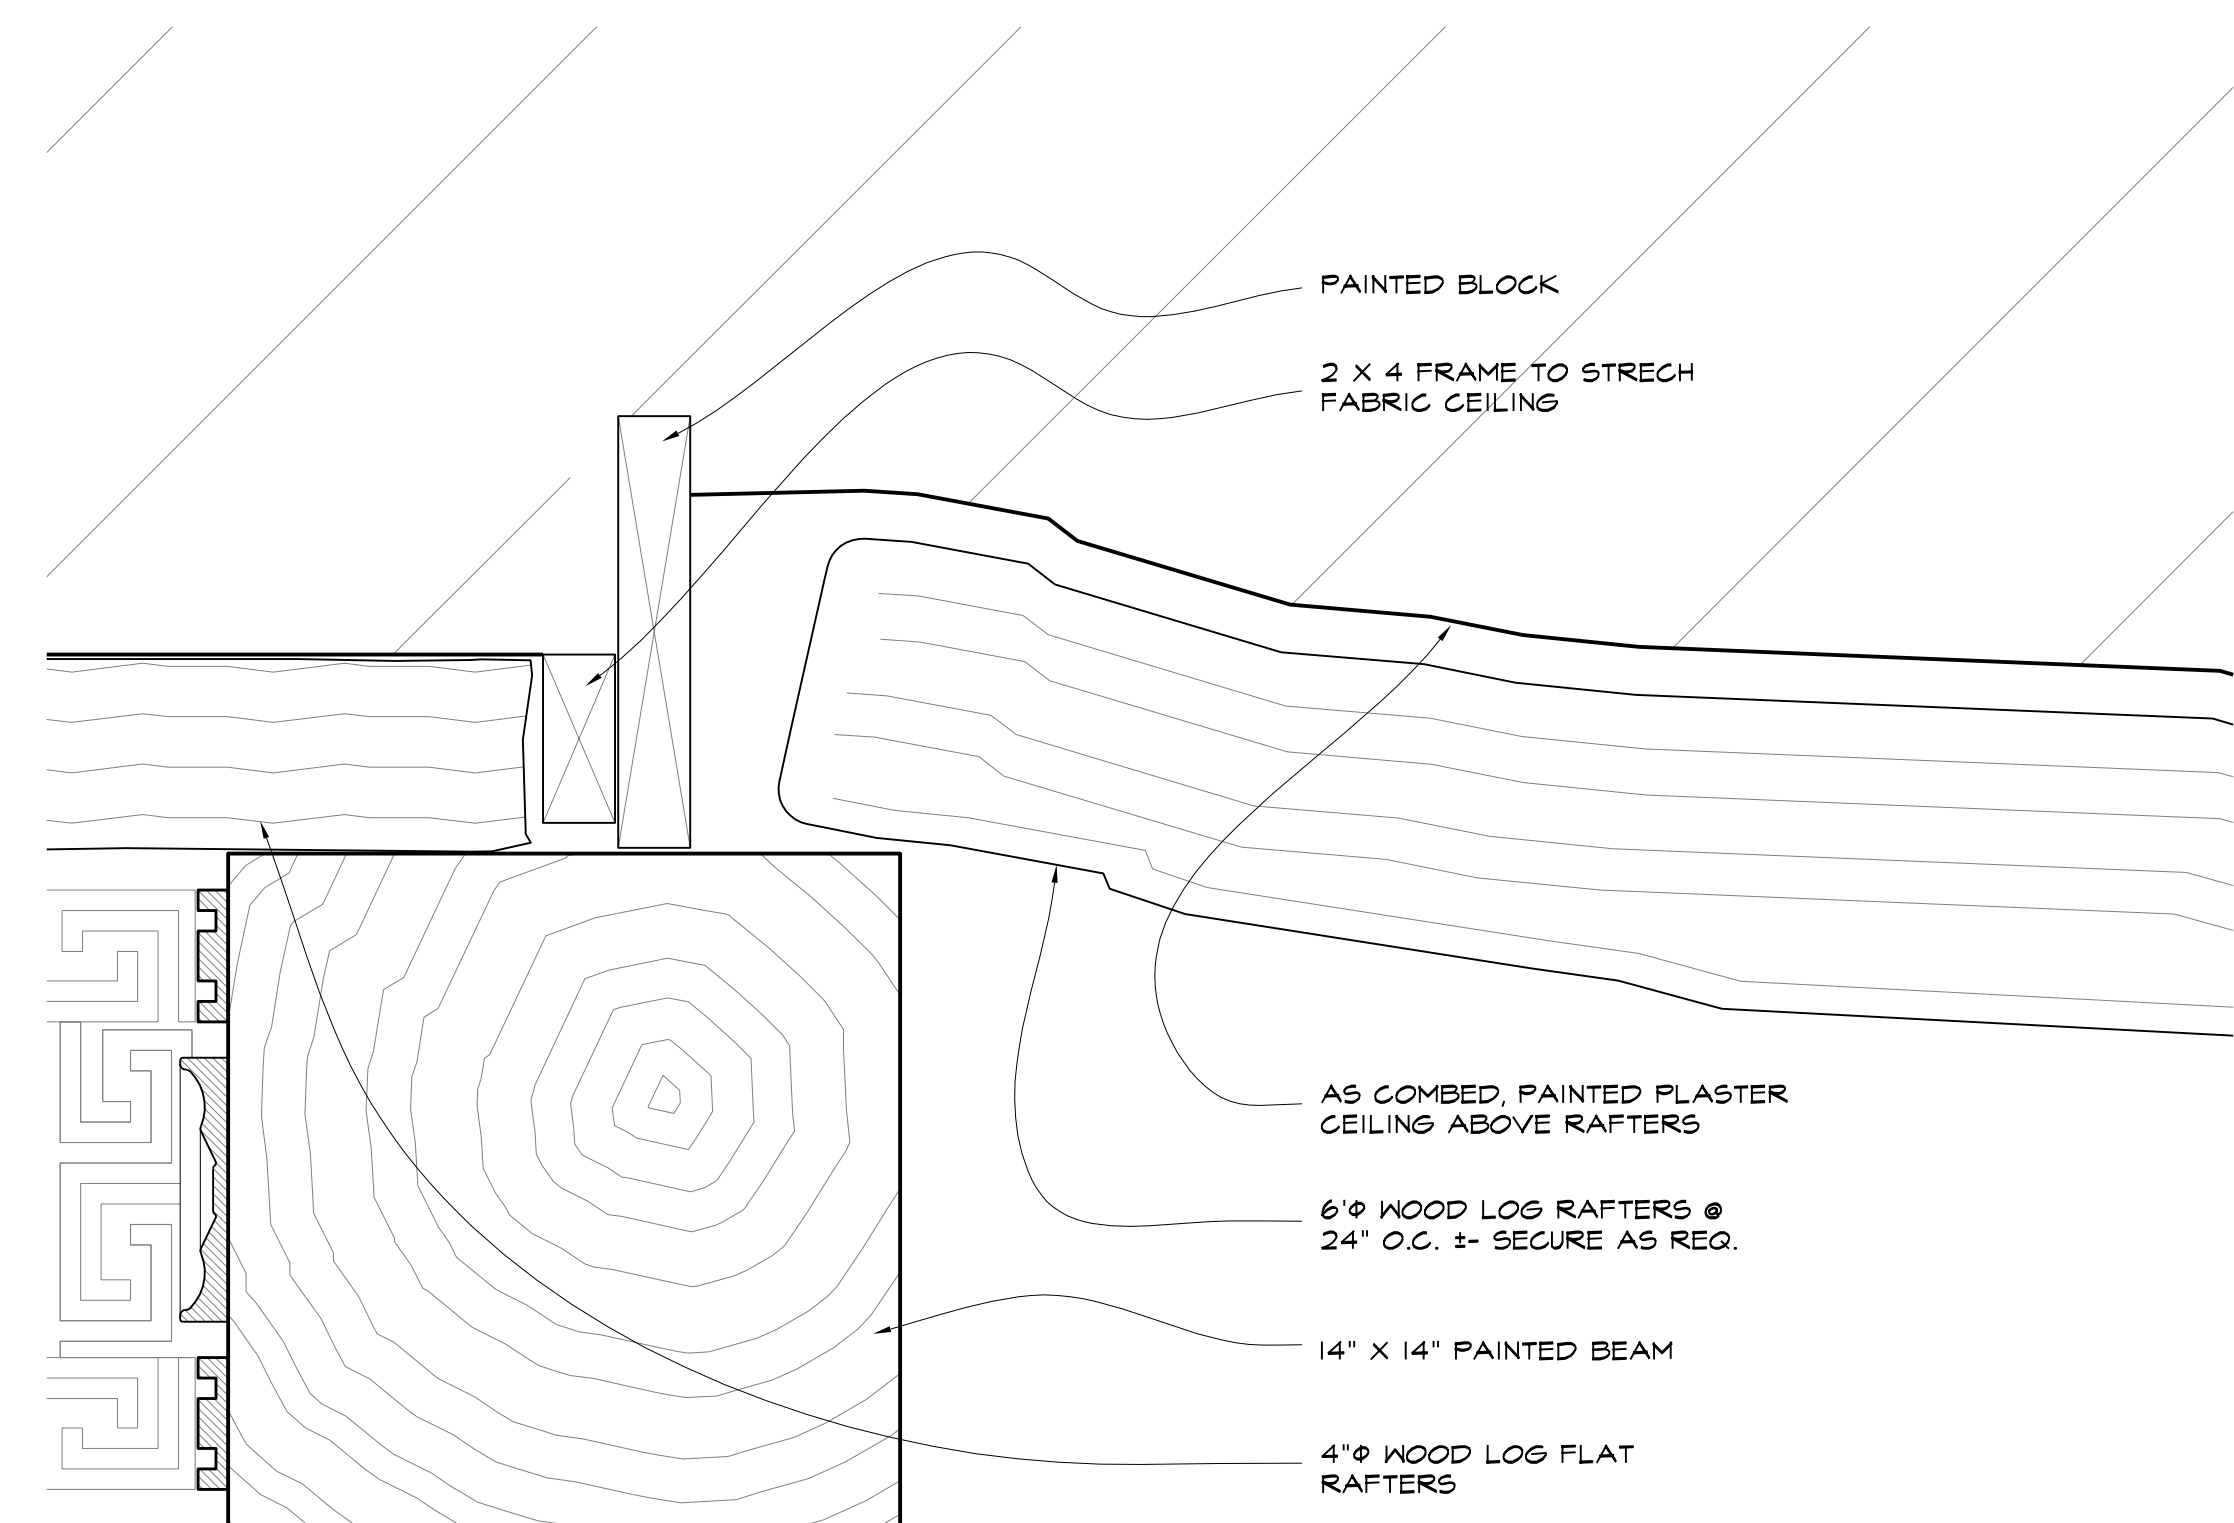 PAINTED BLOCK
2 X 4 FRAME TO STRECH
FABRIC CEILING
AS COMBED, PAINTED PLASTER
CEILING ABOVE RAFTERS
6'Φ WOOD LOG RAFTERS @
24" O.C. ±- SECURE AS REQ.
14" X 14" PAINTED BEAM
4"Φ WOOD LOG FLAT
RAFTERS